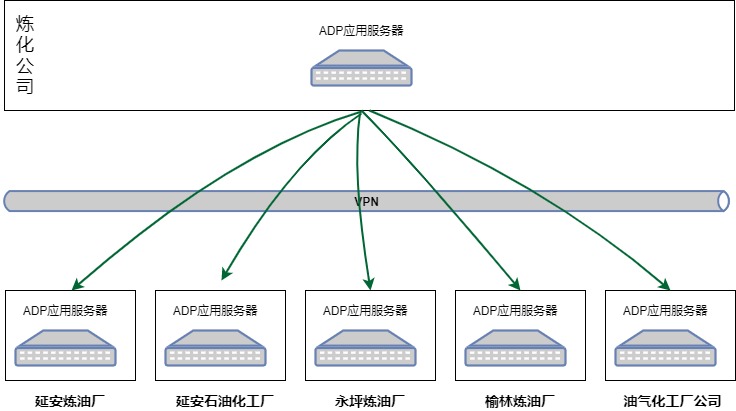 炼化公司
ADP应用服务器
VPN
ADP应用服务器
ADP应用服务器
ADP应用服务器
ADP应用服务器
ADP应用服务器
延安炼油厂
延安石油化工厂
永坪炼油厂
榆林炼油厂
油气化工厂公司